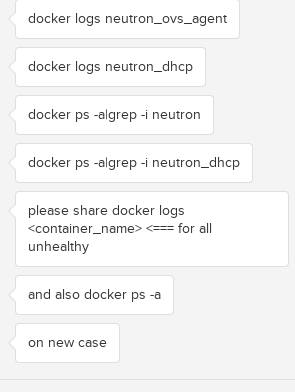 docker logs neutron_ovs_agent
docker logs neutron_dhcp
docker ps -a|grep -i neutron
docker ps -a|grep -i neutron_dhcp
please share docker logs
<container_name> <=== for all
unhealthy
and also docker ps -a
on new case